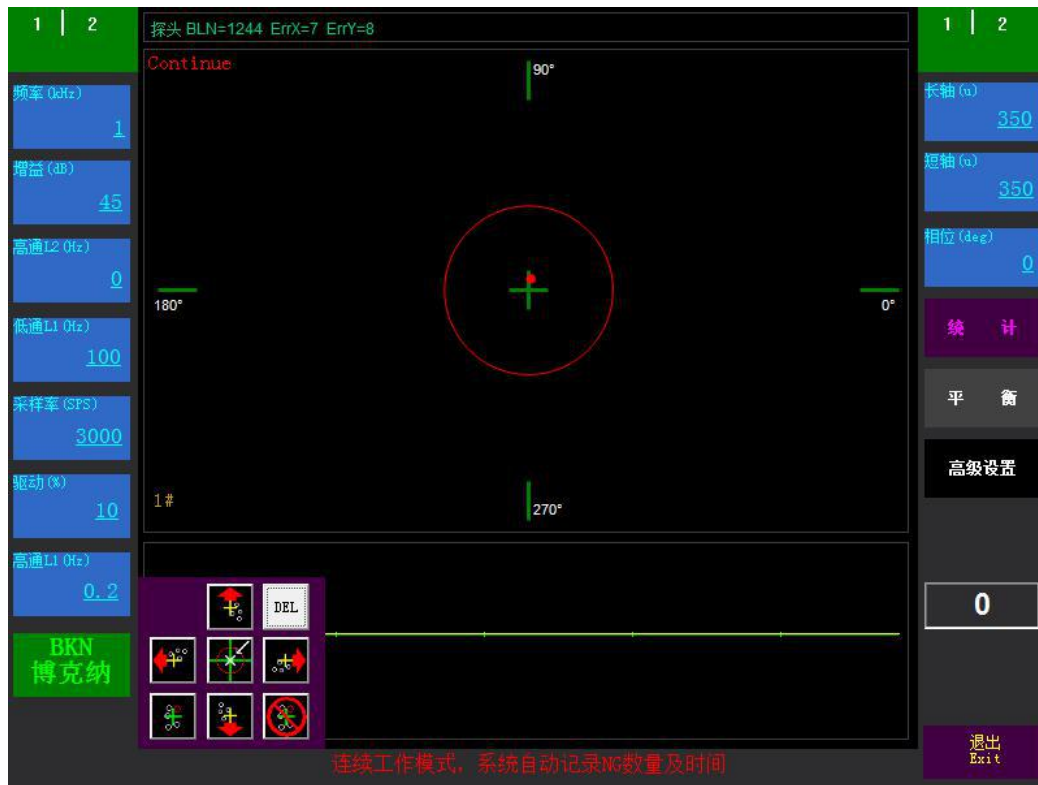 1 | 2
探头 BLN=1244 ErrX=7 ErrY=8
1 | 2
Continue
90°
180°
0°
270°
1#
频率(kHz)
1
增益(dB)
45
高通L2(Hz)
0
低通L1(Hz)
100
采样率(SPS)
3000
驱动(%)
10
高通L1(Hz)
0.2
BKN
博克纳
DEL
长轴(u)
350
短轴(u)
350
相位(deg)
0
统 计
平 衡
高级设置
0
退出
Exit
连续工作模式, 系统自动记录NG数量及时间